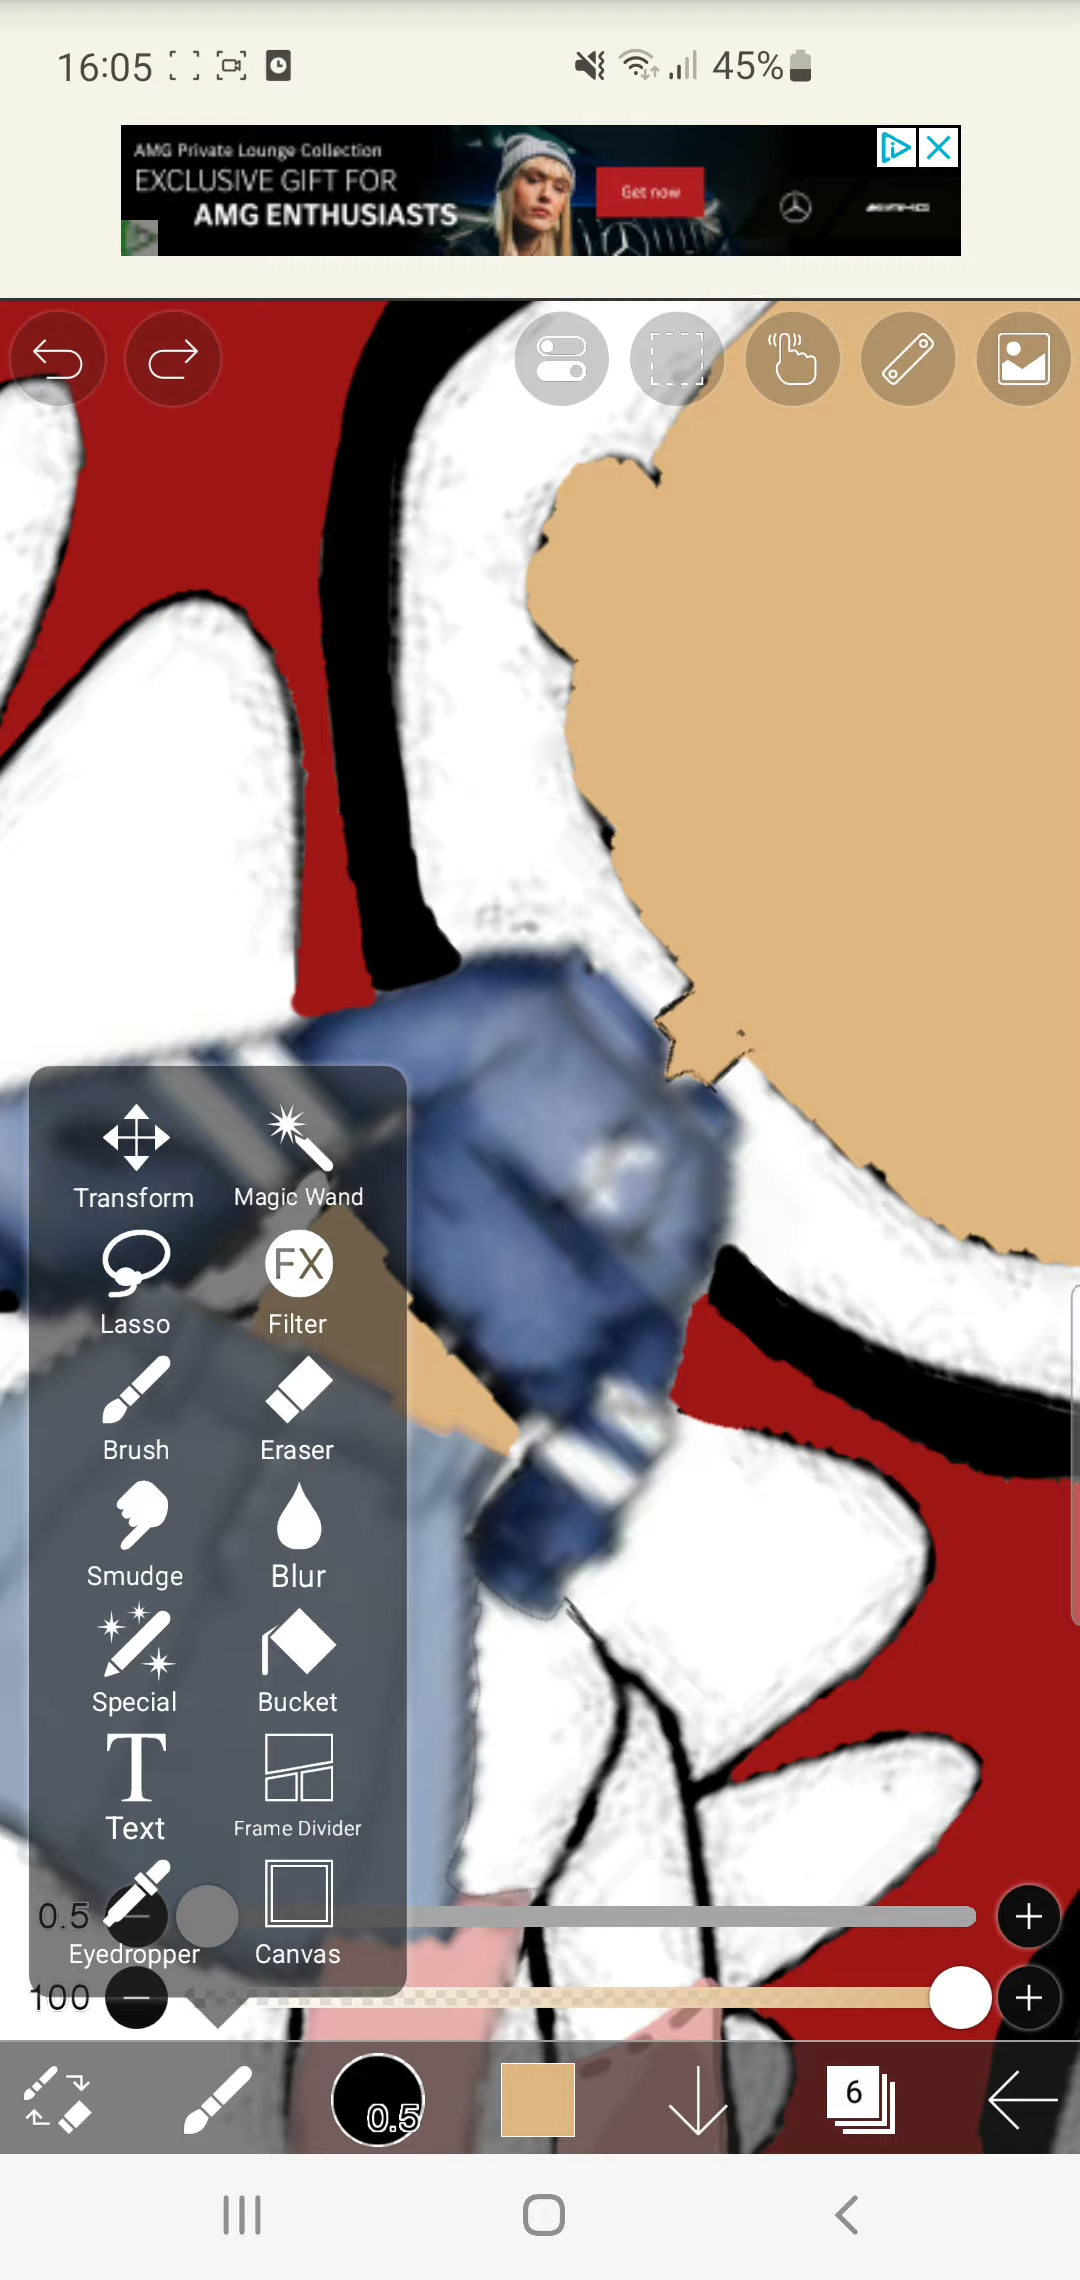 16:05
45%
AMG Private Lounge Collection
EXCLUSIVE GIFT FOR
AMG ENTHUSIASTS
Get now
Transform
Magic Wand
Lasso
FX
Filter
Brush
Eraser
Smudge
Blur
Special
Bucket
T
Text
Frame Divider
0.5
Eyedropper
Canvas
100
0.5
6